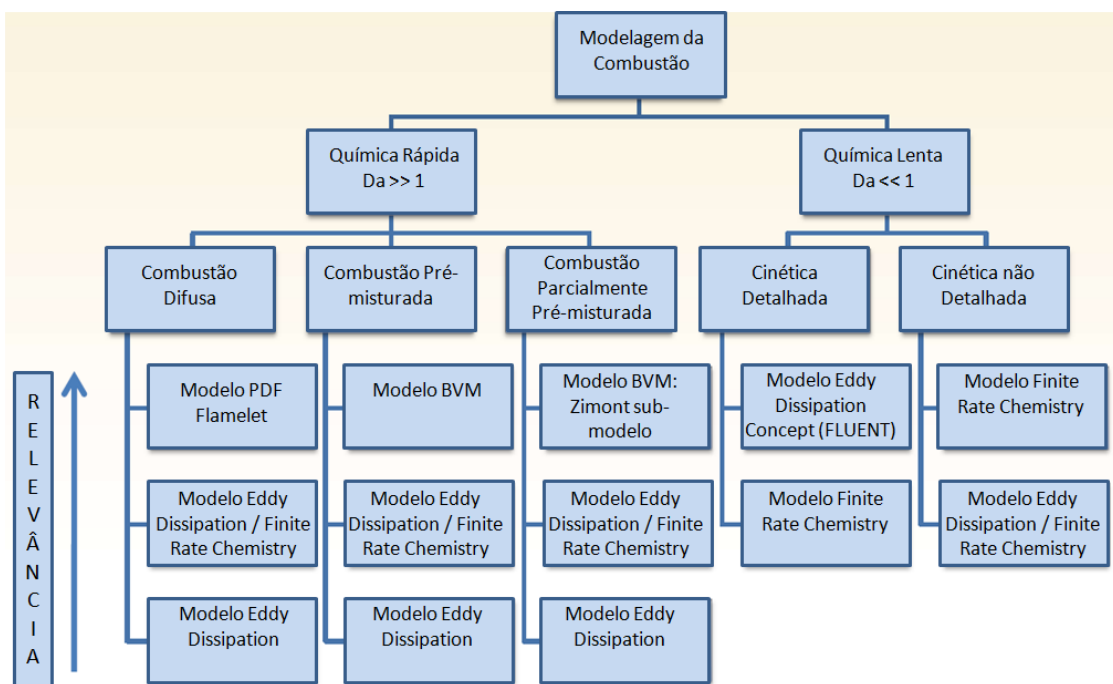 Modelagem da
Combustão
Química Rápida
Da >> 1
Química Lenta
Da << 1
Combustão
Difusa
Combustão Pré-
misturada
Combustão
Parcialmente
Pré-misturada
Cinética
Detalhada
Cinética não
Detalhada
R
E
L
E
V
Â
N
C
I
A
Modelo PDF
Flamelet
Modelo BVM
Modelo BVM:
Zimont sub-
modelo
Modelo Eddy
Dissipation
Concept (FLUENT)
Modelo Finite
Rate Chemistry
Modelo Eddy
Dissipation / Finite
Rate Chemistry
Modelo Eddy
Dissipation / Finite
Rate Chemistry
Modelo Eddy
Dissipation / Finite
Rate Chemistry
Modelo Finite
Rate Chemistry
Modelo Eddy
Dissipation / Finite
Rate Chemistry
Modelo Eddy
Dissipation
Modelo Eddy
Dissipation
Modelo Eddy
Dissipation